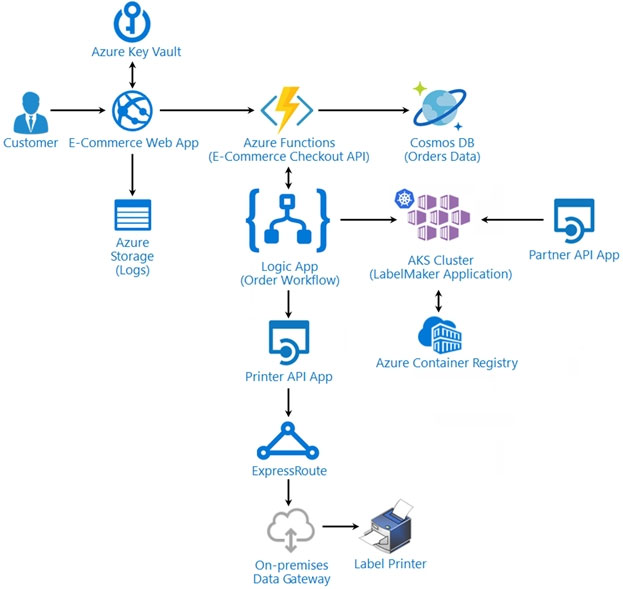 Azure Key Vault
Customer
E-Commerce Web App
Azure Functions
(E-Commerce Checkout API)
Cosmos DB
(Orders Data)
Azure
Storage
(Logs)
Logic App
(Order Workflow)
AKS Cluster
(LabelMaker Application)
Partner API App
Printer API App
Azure Container Registry
ExpressRoute
On-premises
Data Gateway
Label Printer